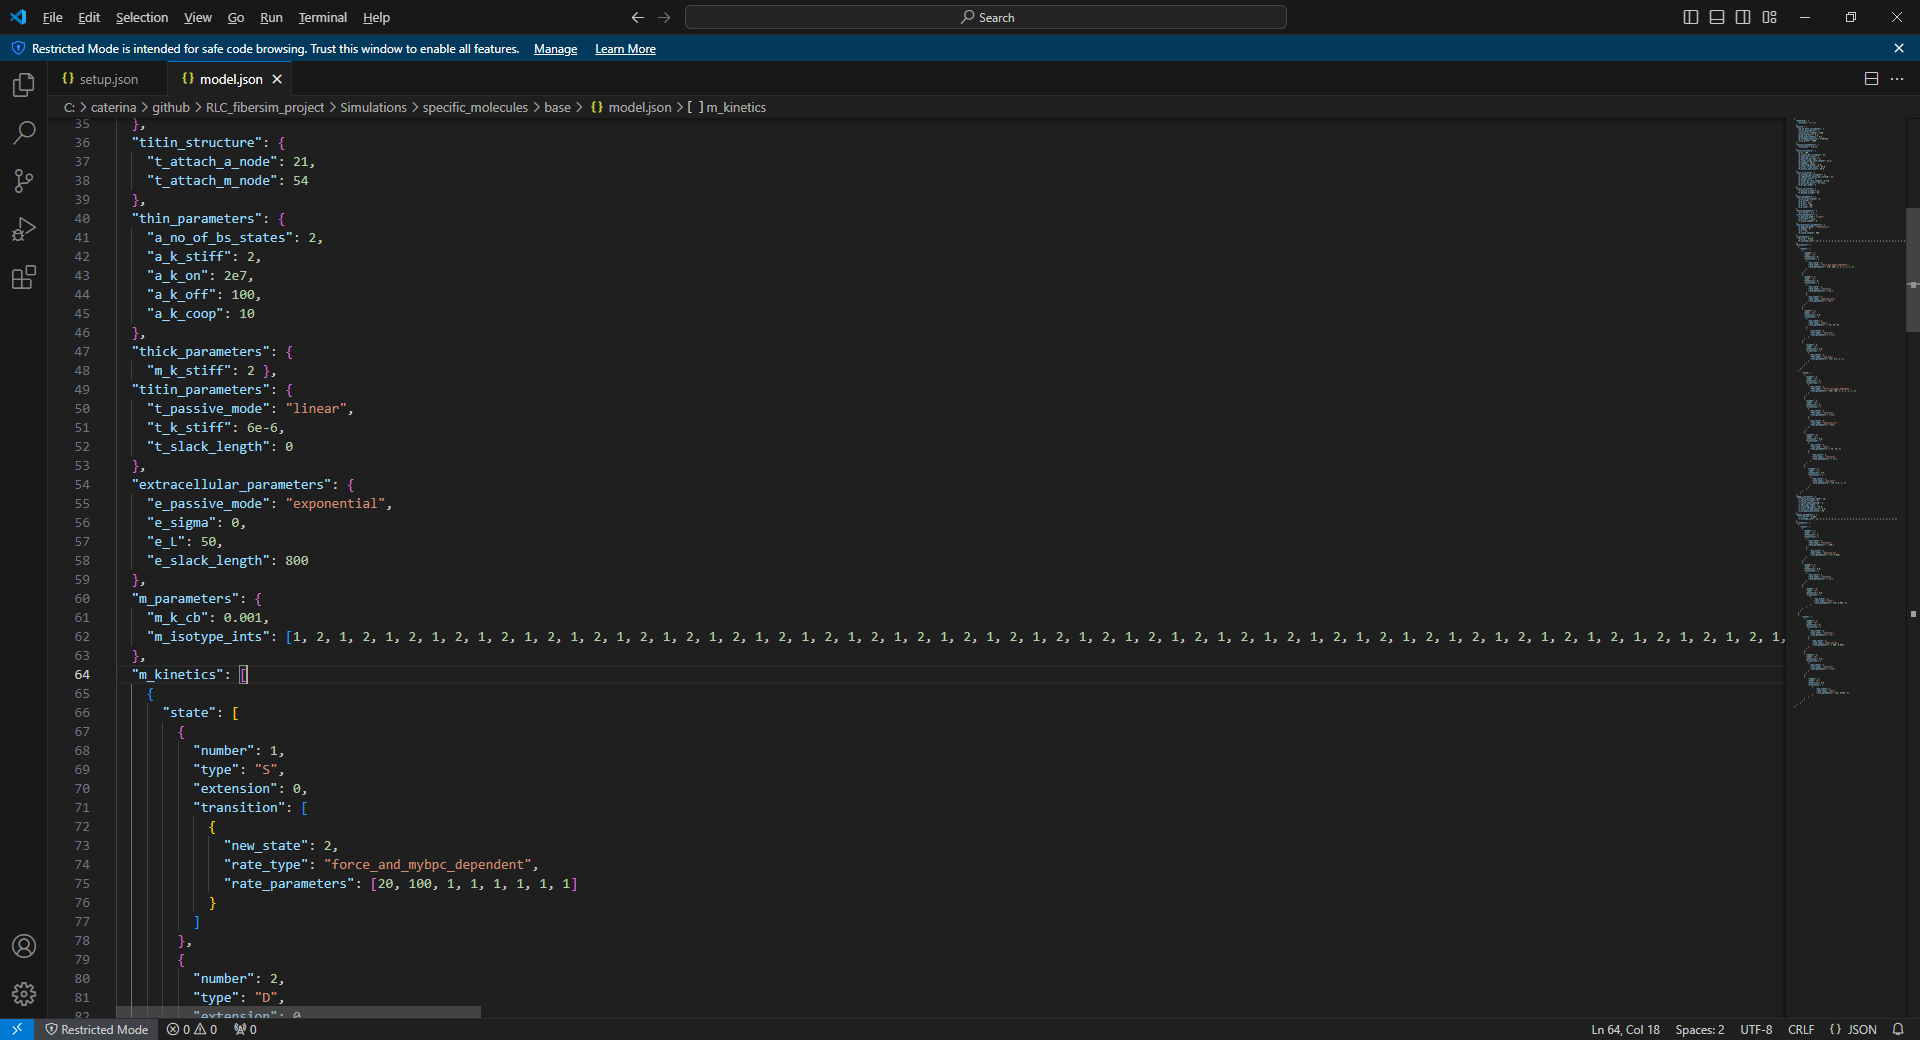 File Edit Selection View Go Run Terminal Help Search
Restricted Mode is intended for safe code browsing. Trust this window to enable all features. Manage Learn More
{} setup.json {} model.json
C: > caterina > github > RLC_fibersim_project > Simulations > specific_molecules > base > {} model.json > [ ] m_kinetics
35 },
36 "titin_structure": {
37 "t_attach_a_node": 21,
38 "t_attach_m_node": 54
39 },
40 "thin_parameters": {
41 "a_no_of_bs_states": 2,
42 "a_k_stiff": 2,
43 "a_k_on": 2e7,
44 "a_k_off": 100,
45 "a_k_coop": 10
46 },
47 "thick_parameters": {
48 "m_k_stiff": 2 },
49 "titin_parameters": {
50 "t_passive_mode": "linear",
51 "t_k_stiff": 6e-6,
52 "t_slack_length": 0
53 },
54 "extracellular_parameters": {
55 "e_passive_mode": "exponential",
56 "e_sigma": 0,
57 "e_L": 50,
58 "e_slack_length": 800
59 },
60 "m_parameters": {
61 "m_k_cb": 0.001,
62 "m_isotype_ints": [1, 2, 1, 2, 1, 2, 1, 2, 1, 2, 1, 2, 1, 2, 1, 2, 1, 2, 1, 2, 1, 2, 1, 2, 1, 2, 1, 2, 1, 2, 1, 2, 1, 2, 1, 2, 1, 2, 1, 2, 1, 2, 1, 2, 1, 2, 1, 2, 1, 2, 1, 2, 1, 2, 1, 2, 1, 2, 1, 2, 1, 2, 1, 2, 1,
63 },
64 "m_kinetics": [
65 {
66 "state": [
67 {
68 "number": 1,
69 "type": "S",
70 "extension": 0,
71 "transition": [
72 {
73 "new_state": 2,
74 "rate_type": "force_and_mybpc_dependent",
75 "rate_parameters": [20, 100, 1, 1, 1, 1, 1, 1]
76 }
77 ]
78 },
79 {
80 "number": 2,
81 "type": "D",
82 "extension": 0
Restricted Mode 0 0 0 Ln 64, Col 18 Spaces: 2 UTF-8 CRLF {} JSON